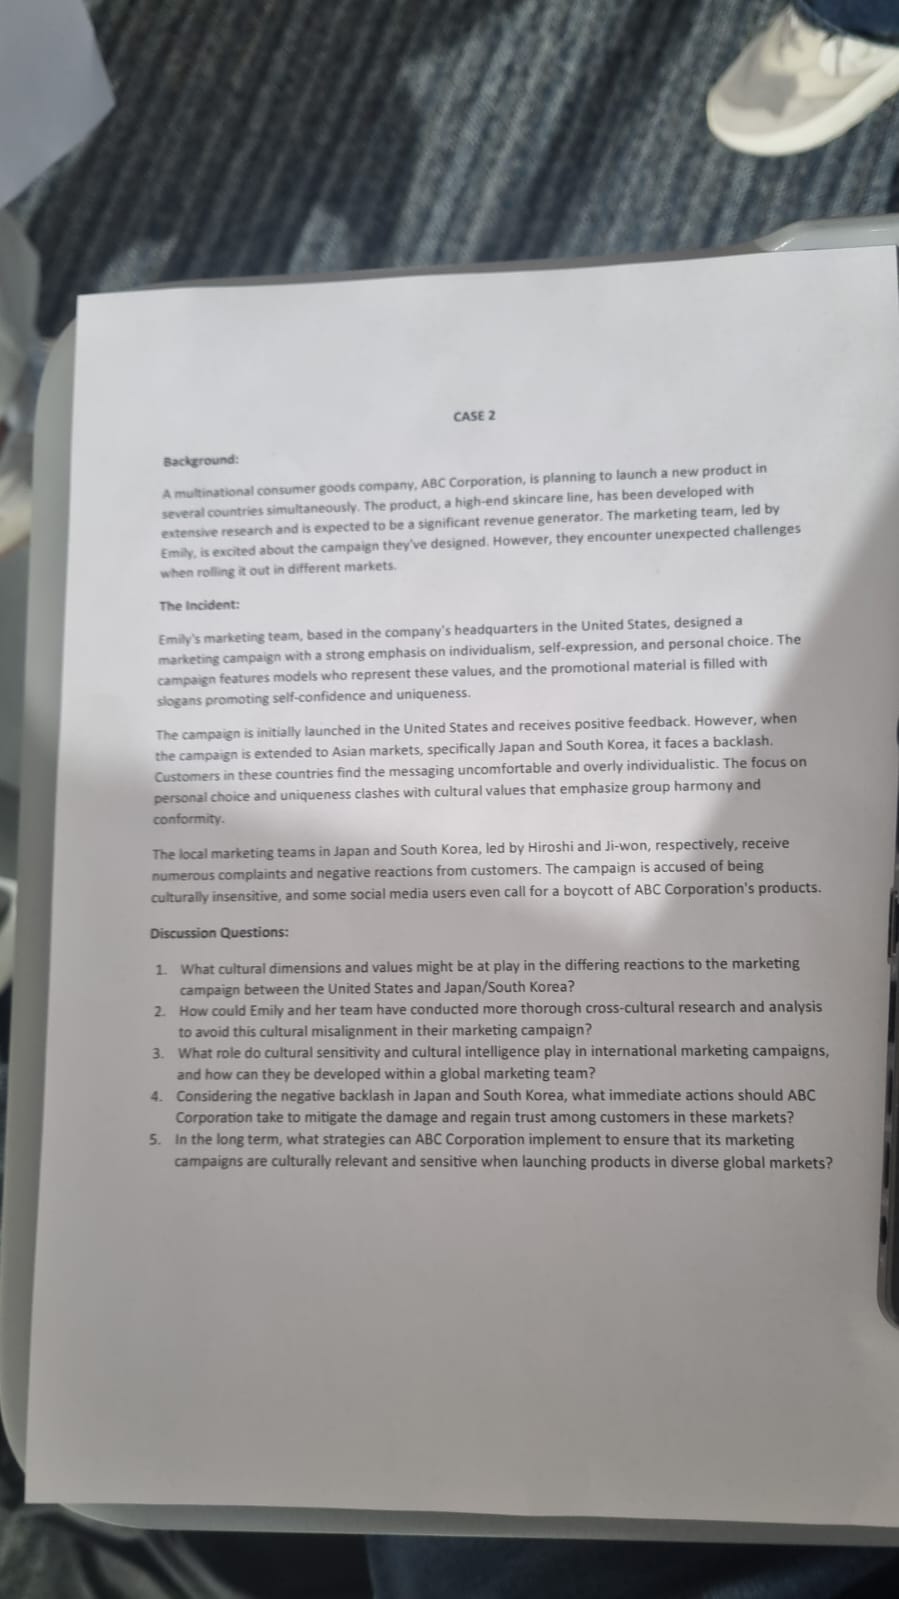 CASE 2
Background:
A multinational consumer goods company, ABC Corporation, is planning to launch a new product in
several countries simultaneously. The product, a high-end skincare line, has been developed with
extensive research and is expected to be a significant revenue generator. The marketing team, led by
Emily, is excited about the campaign they've designed. However, they encounter unexpected challenges
when rolling it out in different markets.
The Incident:
Emily's marketing team, based in the company's headquarters in the United States, designed a
marketing campaign with a strong emphasis on individualism, self-expression, and personal choice. The
campaign features models who represent these values, and the promotional material is filled with
slogans promoting self-confidence and uniqueness.
The campaign is initially launched in the United States and receives positive feedback. However, when
the campaign is extended to Asian markets, specifically Japan and South Korea, it faces a backlash.
Customers in these countries find the messaging uncomfortable and overly individualistic. The focus on
personal choice and uniqueness clashes with cultural values that emphasize group harmony and
conformity.
The local marketing teams in Japan and South Korea, led by Hiroshi and Ji-won, respectively, receive
numerous complaints and negative reactions from customers. The campaign is accused of being
culturally insensitive, and some social media users even call for a boycott of ABC Corporation's products.
Discussion Questions:
1. What cultural dimensions and values might be at play in the differing reactions to the marketing
campaign between the United States and Japan/South Korea?
2. How could Emily and her team have conducted more thorough cross-cultural research and analysis
to avoid this cultural misalignment in their marketing campaign?
3. What role do cultural sensitivity and cultural intelligence play in international marketing campaigns,
and how can they be developed within a global marketing team?
4. Considering the negative backlash in Japan and South Korea, what immediate actions should ABC
Corporation take to mitigate the damage and regain trust among customers in these markets?
5. In the long term, what strategies can ABC Corporation implement to ensure that its marketing
campaigns are culturally relevant and sensitive when launching products in diverse global markets?